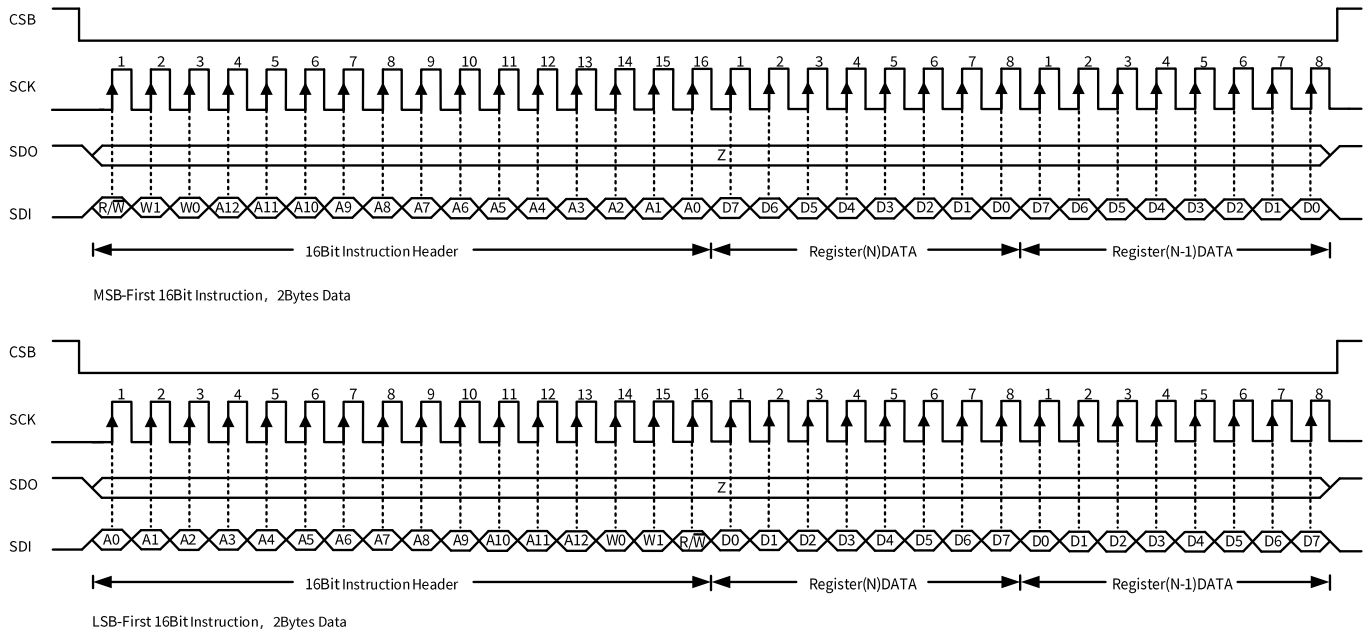 CSB
1 2 3 4 5 6 7 8 9 10 11 12 13 14 15 16 1 2 3 4 5 6 7 8 1 2 3 4 5 6 7 8
SCK
SDO Z
SDI R/W̅ W1 W0 A12 A11 A10 A9 A8 A7 A6 A5 A4 A3 A2 A1 A0 D7 D6 D5 D4 D3 D2 D1 D0 D7 D6 D5 D4 D3 D2 D1 D0
16Bit Instruction Header Register(N)DATA Register(N-1)DATA
MSB-First 16Bit Instruction，2Bytes Data
CSB
1 2 3 4 5 6 7 8 9 10 11 12 13 14 15 16 1 2 3 4 5 6 7 8 1 2 3 4 5 6 7 8
SCK
SDO Z
SDI A0 A1 A2 A3 A4 A5 A6 A7 A8 A9 A10 A11 A12 W0 W1 R/W̅ D0 D1 D2 D3 D4 D5 D6 D7 D0 D1 D2 D3 D4 D5 D6 D7
16Bit Instruction Header Register(N)DATA Register(N-1)DATA
LSB-First 16Bit Instruction，2Bytes Data